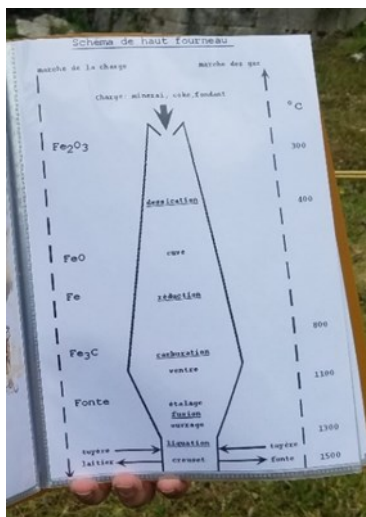 Schéma de haut fourneau
marche de la charge
marche des gaz
Charge: minerai, coke, fondant
°C
Fe2O3
300
dessication
400
FeO
cuve
Fe
réduction
800
Fe3C
carburation
ventre
1100
Fonte
étalage
fusion
ouvrage
1300
liquation
tuyère
tuyère
laitier
creuset
fonte
1500